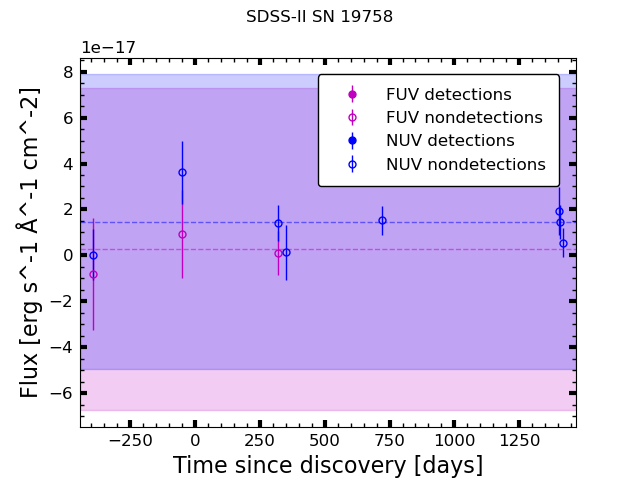 SDSS-II SN 19758
1e−17
8
6
4
2
0
−2
−4
−6
Flux [erg s^-1 Å^-1 cm^-2]
FUV detections
FUV nondetections
NUV detections
NUV nondetections
−250 0 250 500 750 1000 1250
Time since discovery [days]